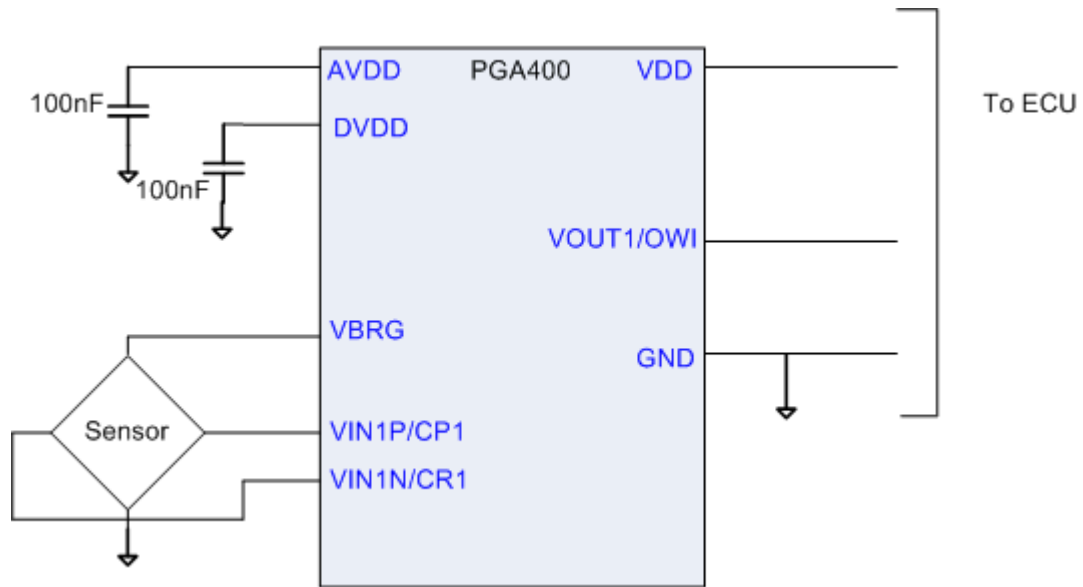 AVDD
PGA400
VDD
100nF
To ECU
DVDD
100nF
VOUT1/OWI
VBRG
GND
Sensor
VIN1P/CP1
VIN1N/CR1